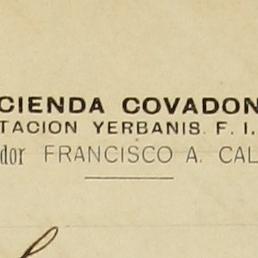 CIENDA COVADON
TACION YERBANIS. F. I.
dor FRANCISCO A. CAL